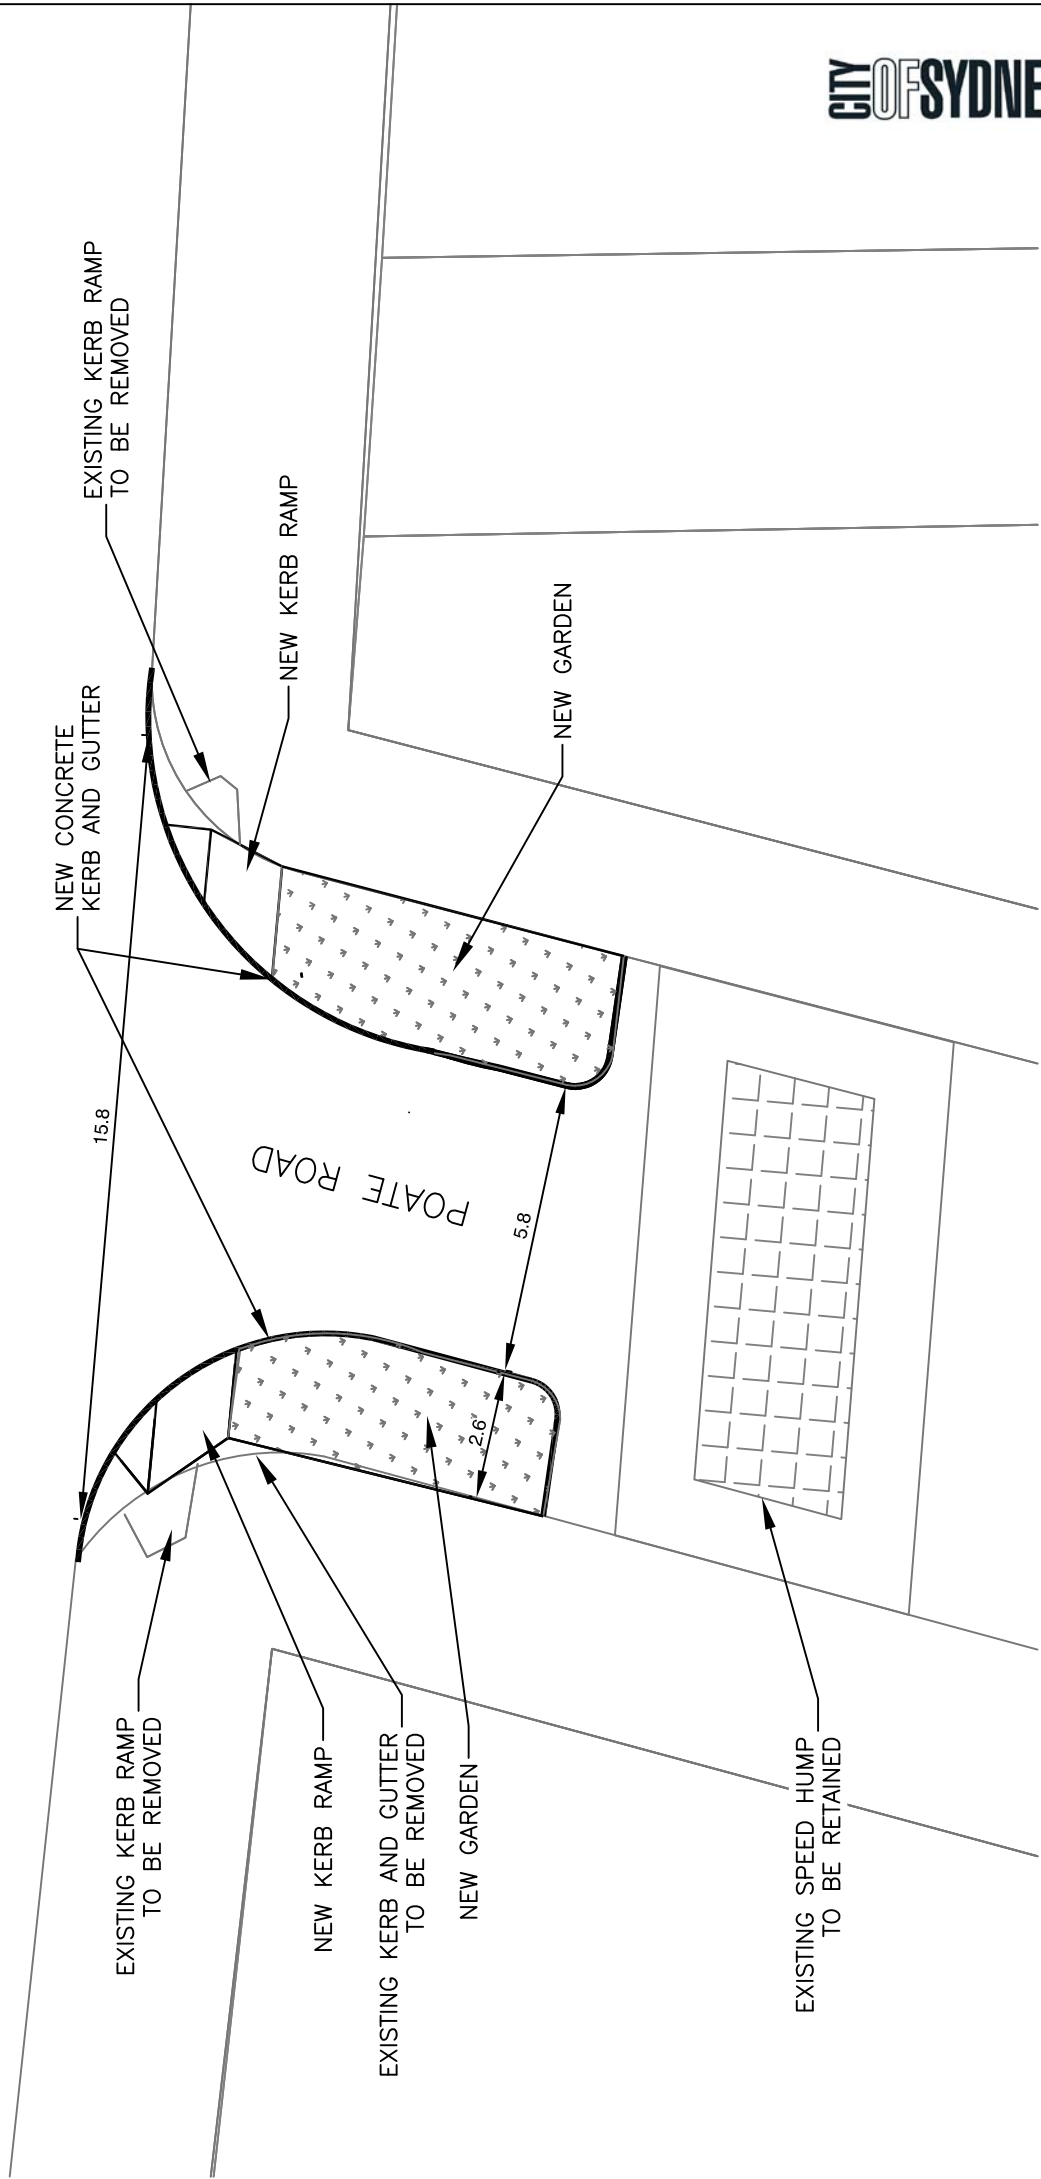 CITY OF SYDNE
EXISTING KERB RAMP
TO BE REMOVED
NEW KERB RAMP
NEW GARDEN
NEW CONCRETE
KERB AND GUTTER
15.8
POATE ROAD
5.8
2.6
EXISTING KERB RAMP
TO BE REMOVED
NEW KERB RAMP
EXISTING KERB AND GUTTER
TO BE REMOVED
NEW GARDEN
EXISTING SPEED HUMP
TO BE RETAINED